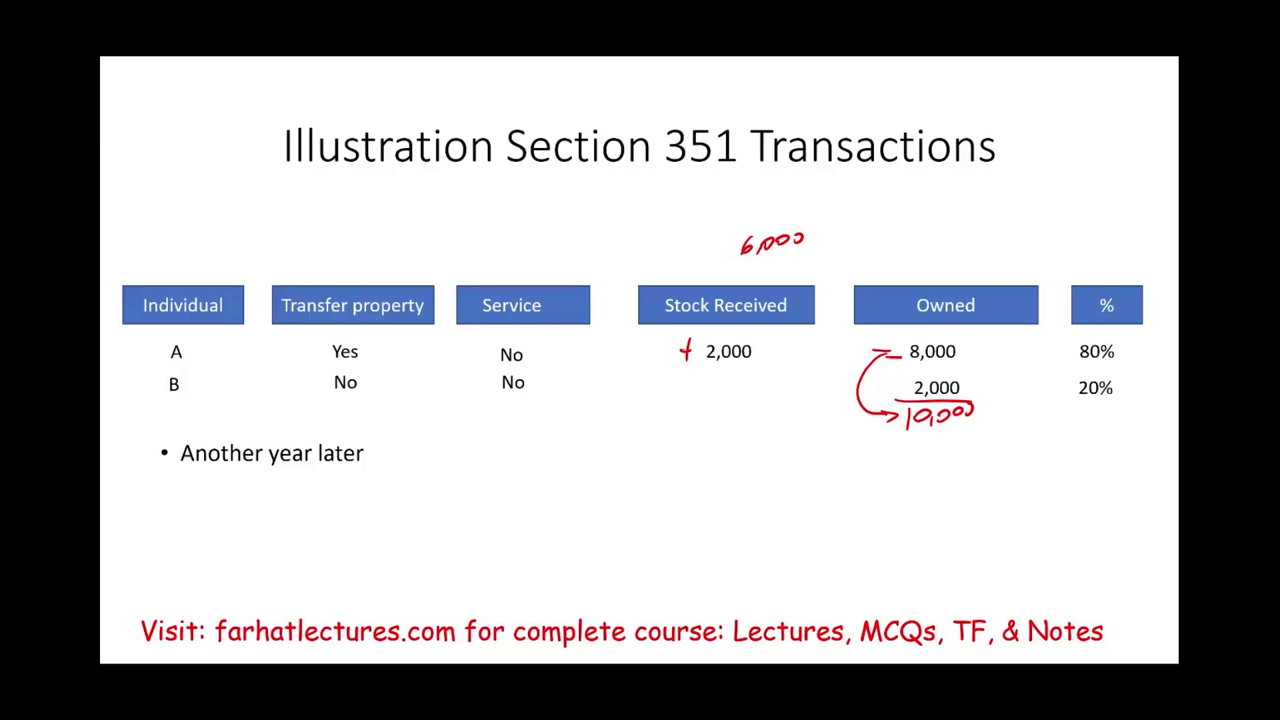 Illustration Section 351 Transactions
6,000
Individual Transfer property Service Stock Received Owned %
A Yes No + 2,000 8,000 80%
B No No 2,000 20%
10,000
• Another year later
Visit: farhatlectures.com for complete course: Lectures, MCQs, TF, & Notes